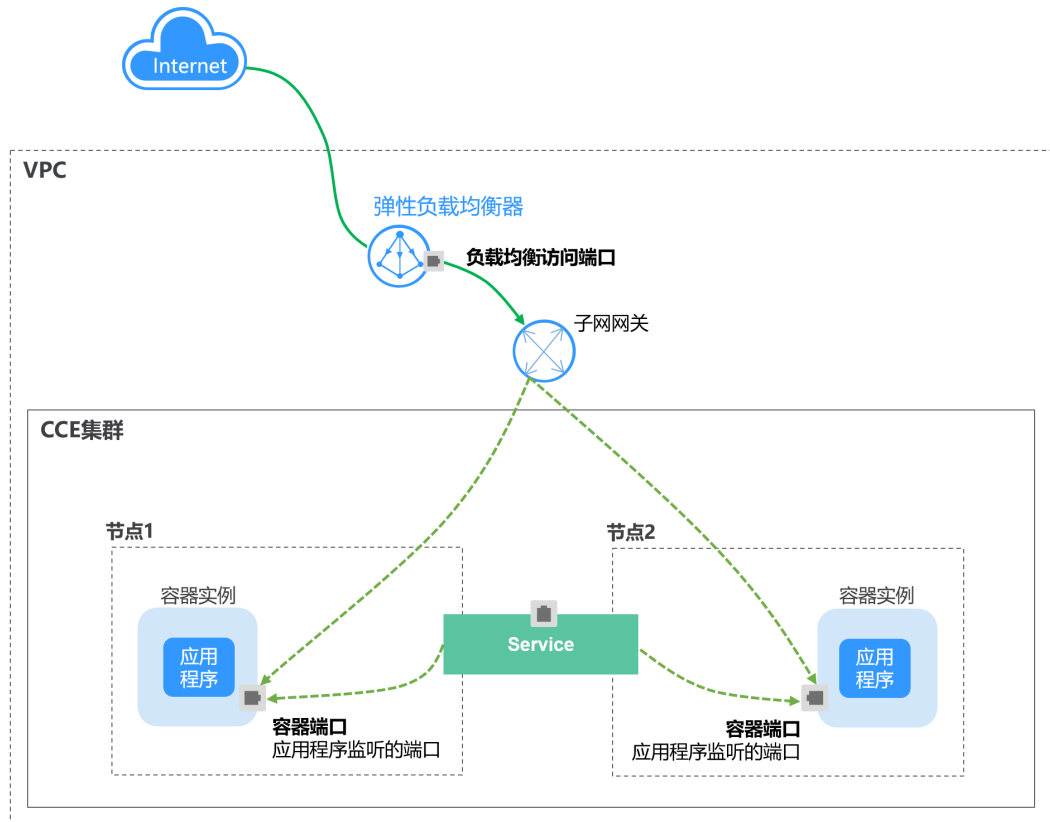 Internet
VPC
弹性负载均衡器
负载均衡访问端口
子网网关
CCE集群
节点1
节点2
容器实例
容器实例
应用
程序
Service
应用
程序
容器端口
应用程序监听的端口
容器端口
应用程序监听的端口